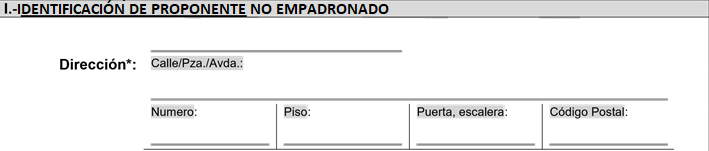 I.-IDENTIFICACIÓN DE PROPONENTE NO EMPADRONADO
Dirección*: Calle/Pza./Avda.:
Numero: Piso: Puerta, escalera: Código Postal: